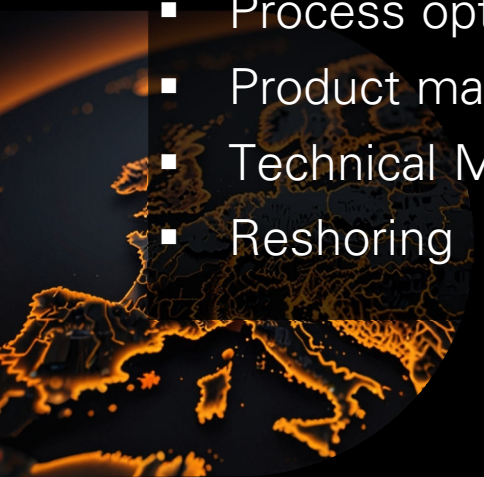 ▪ Process opt
▪ Product ma
▪ Technical M
▪ Reshoring